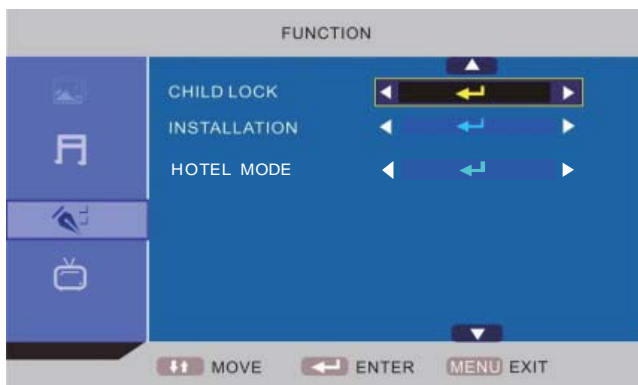 FUNCTION
CHILD LOCK
INSTALLATION
HOTEL MODE
MOVE ENTER MENU EXIT